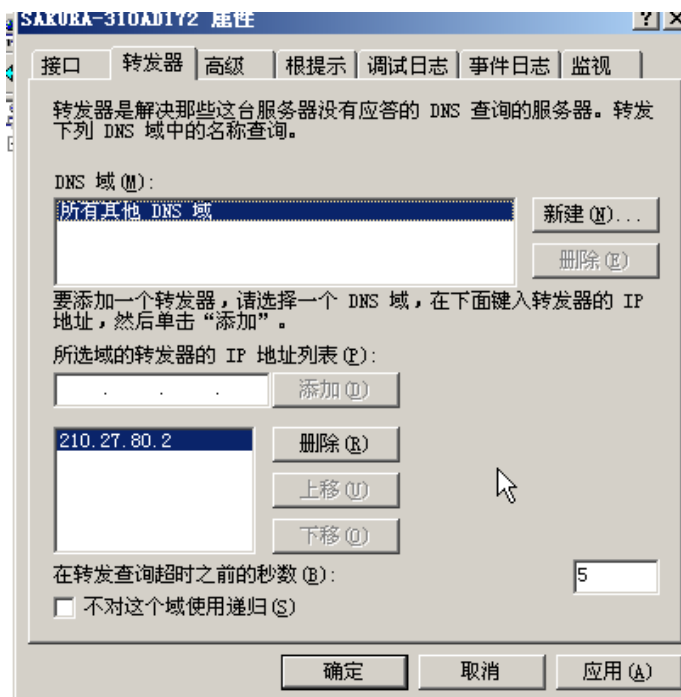 SAKURA-310AD172 属性
接口 转发器 高级 根提示 调试日志 事件日志 监视
转发器是解决那些这台服务器没有应答的 DNS 查询的服务器。转发
下列 DNS 域中的名称查询。
DNS 域(M):
所有其他 DNS 域
新建(N)...
删除(E)
要添加一个转发器，请选择一个 DNS 域，在下面键入转发器的 IP
地址，然后单击“添加”。
所选域的转发器的 IP 地址列表(P):
. . .
添加(D)
210.27.80.2
删除(R)
上移(U)
下移(O)
在转发查询超时之前的秒数(B):
5
不对这个域使用递归(S)
确定 取消 应用(A)